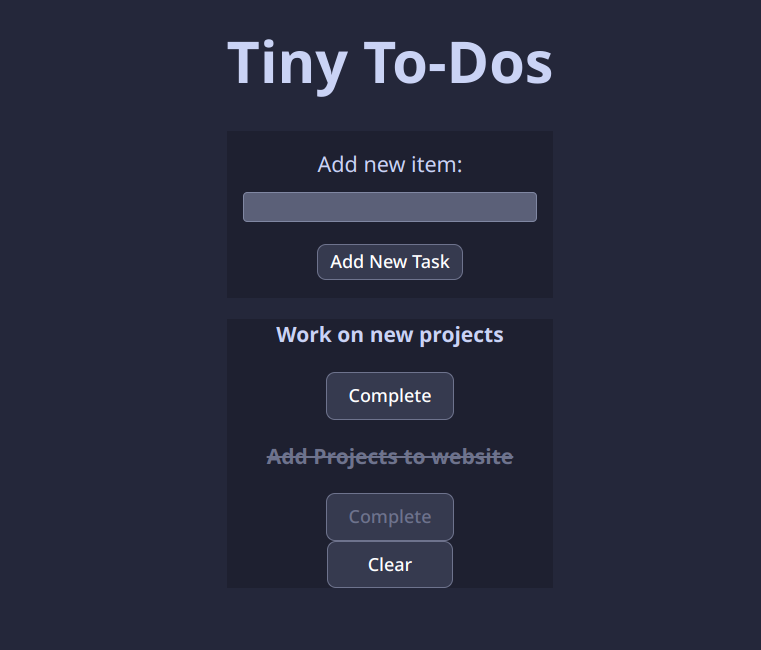 Tiny To-Dos
Add new item:
Add New Task
Work on new projects
Complete
Add Projects to website
Complete
Clear